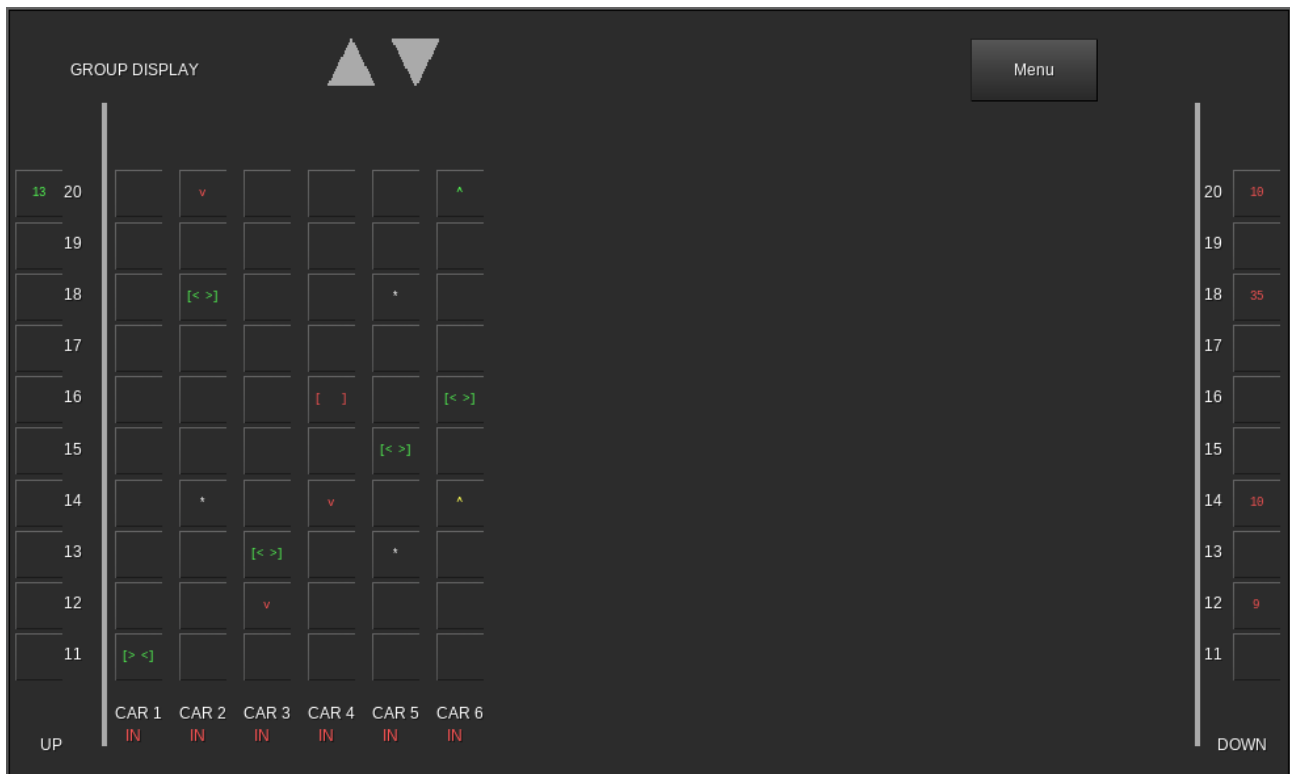 GROUP DISPLAY Menu
13 20 v ^ 20 10
19 19
18 [< >] * 18 35
17 17
16 [ ] [< >] 16
15 [< >] 15
14 * v ^ 14 10
13 [< >] * 13
12 v 12 9
11 [> <] 11
CAR 1 CAR 2 CAR 3 CAR 4 CAR 5 CAR 6
IN IN IN IN IN IN
UP DOWN